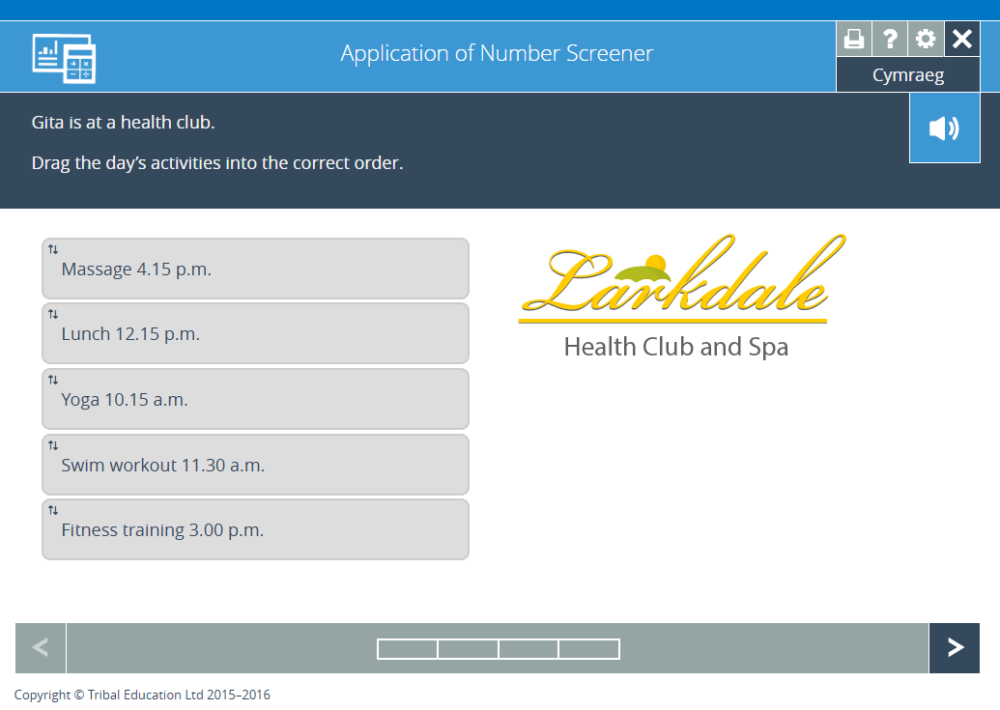 Application of Number Screener
Cymraeg
Gita is at a health club.
Drag the day’s activities into the correct order.
Massage 4.15 p.m.
Lunch 12.15 p.m.
Yoga 10.15 a.m.
Swim workout 11.30 a.m.
Fitness training 3.00 p.m.
Larkdale
Health Club and Spa
Copyright © Tribal Education Ltd 2015–2016